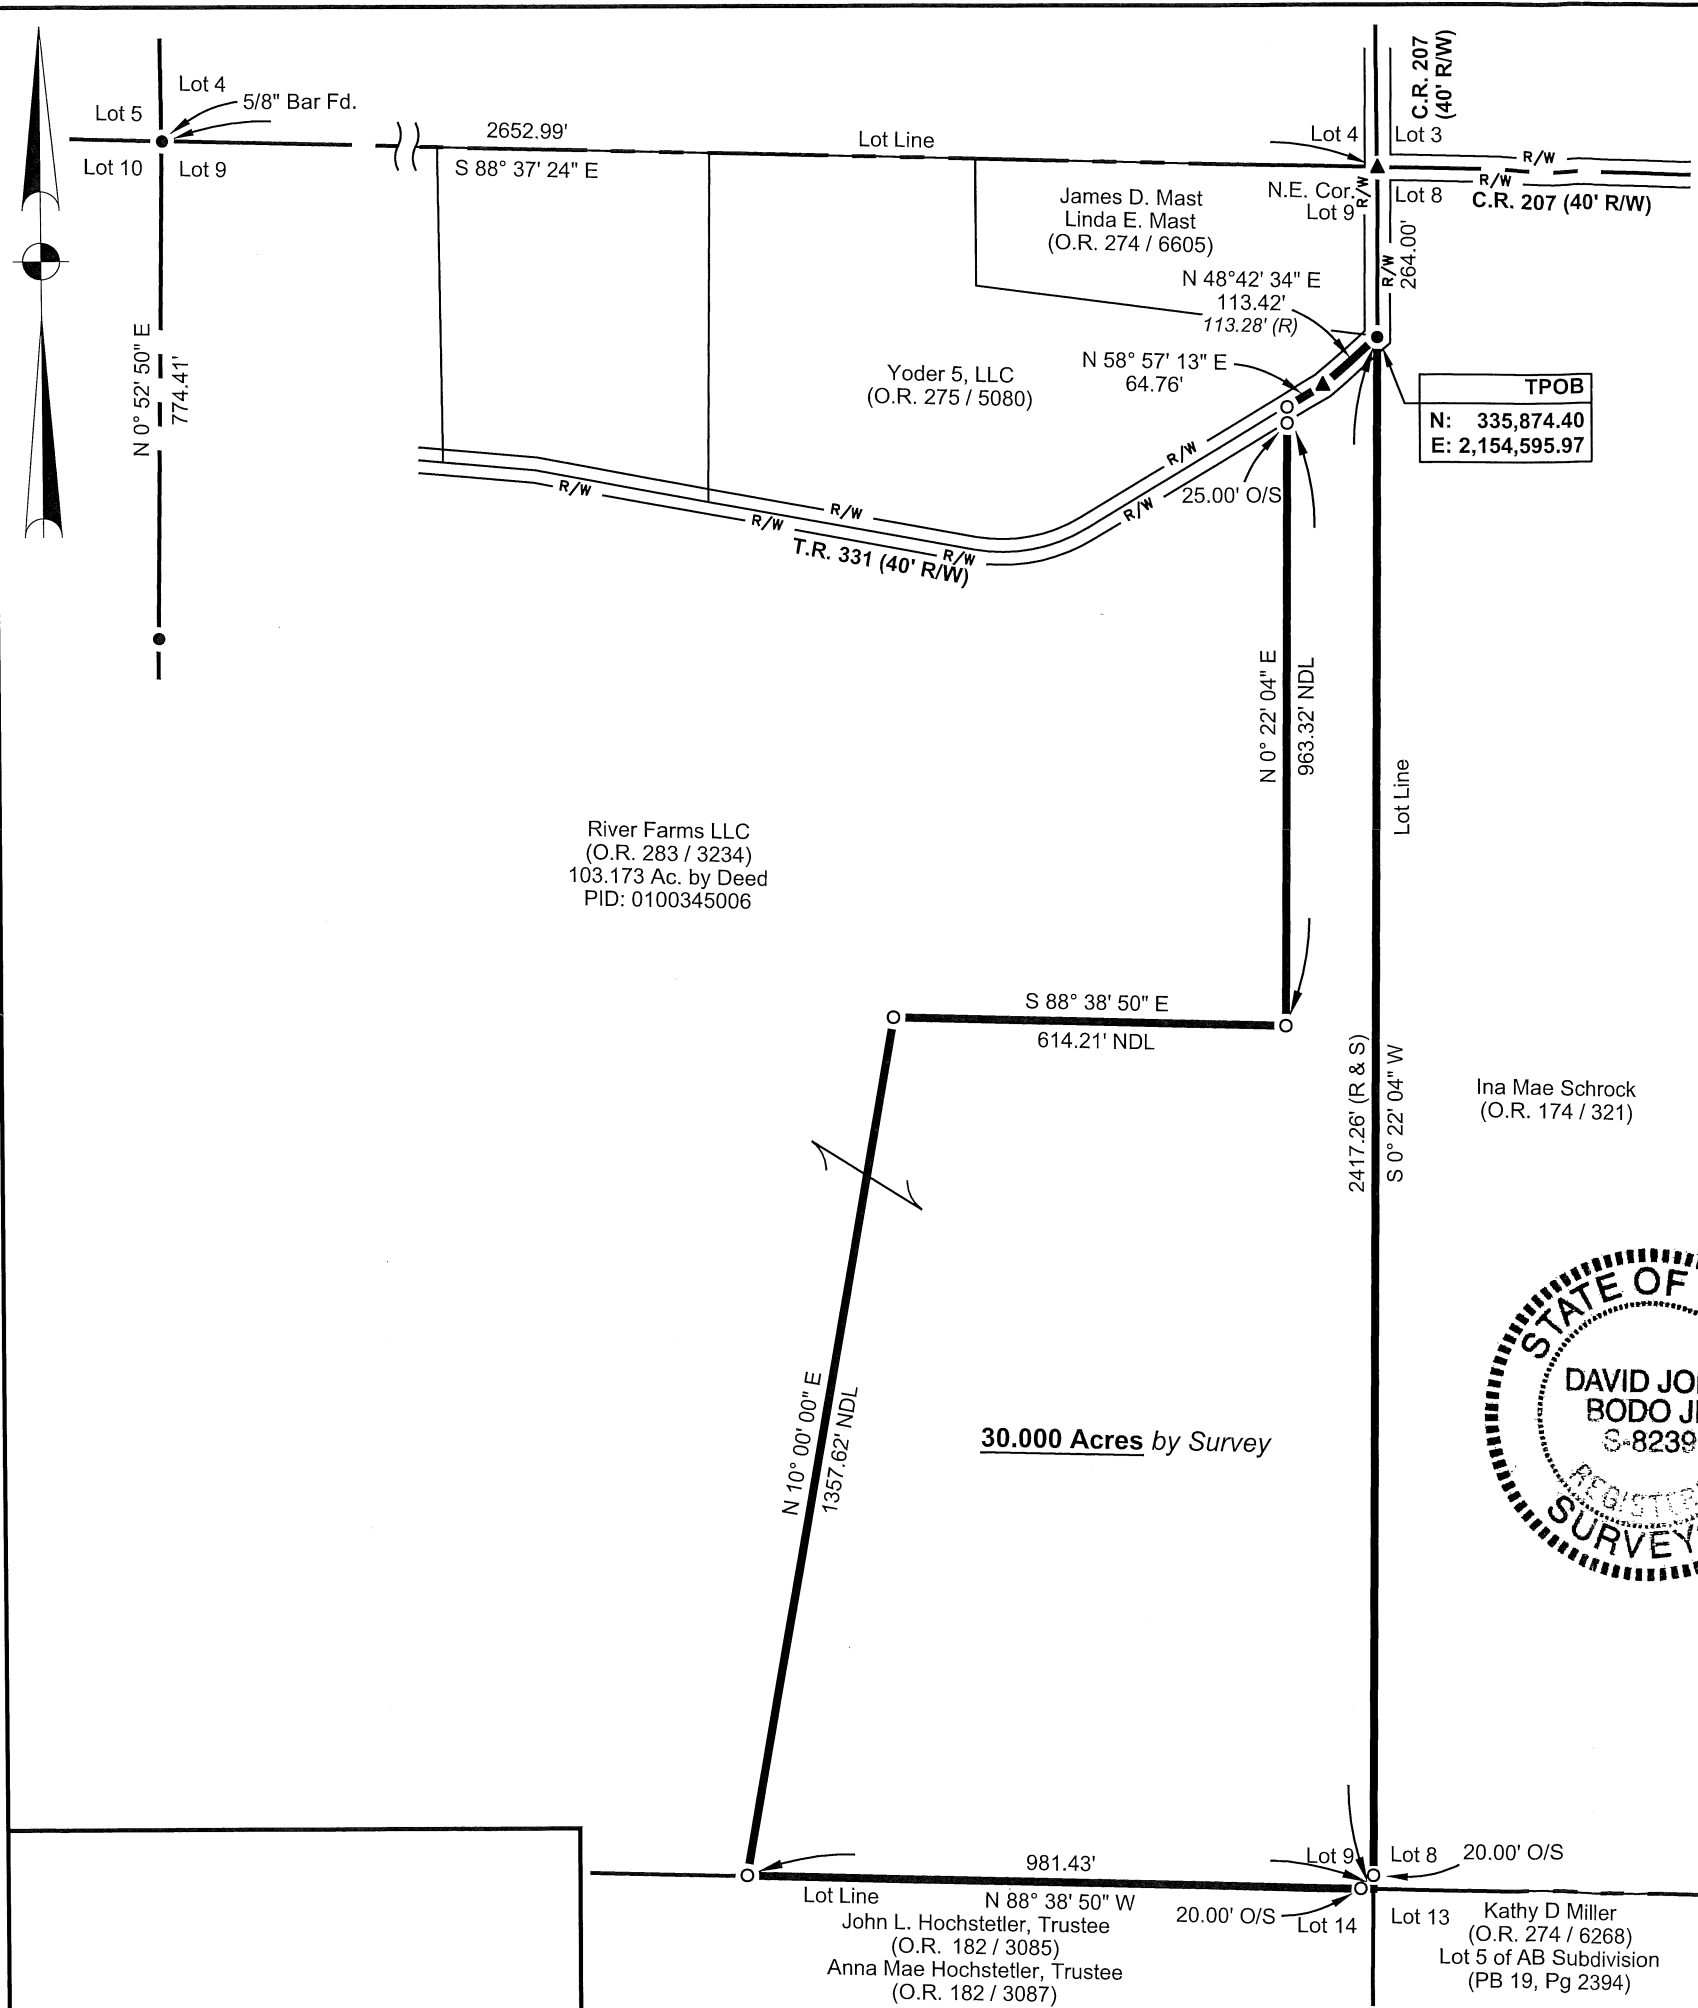 Lot 4
5/8" Bar Fd.
Lot 5
Lot 10
Lot 9
2652.99'
S 88° 37' 24" E
Lot Line
C.R. 207
(40' R/W)
Lot 4
Lot 3
R/W
R/W
C.R. 207 (40' R/W)
N.E. Cor.
Lot 9
R/W
Lot 8
James D. Mast
Linda E. Mast
(O.R. 274 / 6605)
R/W
264.00'
N 48°42' 34" E
113.42'
113.28' (R)
N 58° 57' 13" E
64.76'
TPOB
N: 335,874.40
E: 2,154,595.97
Yoder 5, LLC
(O.R. 275 / 5080)
N 0° 52' 50" E
774.41'
R/W
R/W
25.00' O/S
R/W
R/W
R/W
R/W
T.R. 331 (40' R/W)
N 0° 22' 04" E
963.32' NDL
Lot Line
River Farms LLC
(O.R. 283 / 3234)
103.173 Ac. by Deed
PID: 0100345006
S 88° 38' 50" E
614.21' NDL
2417.26' (R & S)
S 0° 22' 04" W
Ina Mae Schrock
(O.R. 174 / 321)
N 10° 00' 00" E
1357.62' NDL
30.000 Acres by Survey
STATE OF
DAVID JO
BODO J
S-8239
REGISTER
SURVEY
981.43'
N 88° 38' 50" W
Lot Line
Lot 9
Lot 8
20.00' O/S
20.00' O/S
Lot 14
Lot 13
John L. Hochstetler, Trustee
(O.R. 182 / 3085)
Anna Mae Hochstetler, Trustee
(O.R. 182 / 3087)
Kathy D Miller
(O.R. 274 / 6268)
Lot 5 of AB Subdivision
(PB 19, Pg 2394)